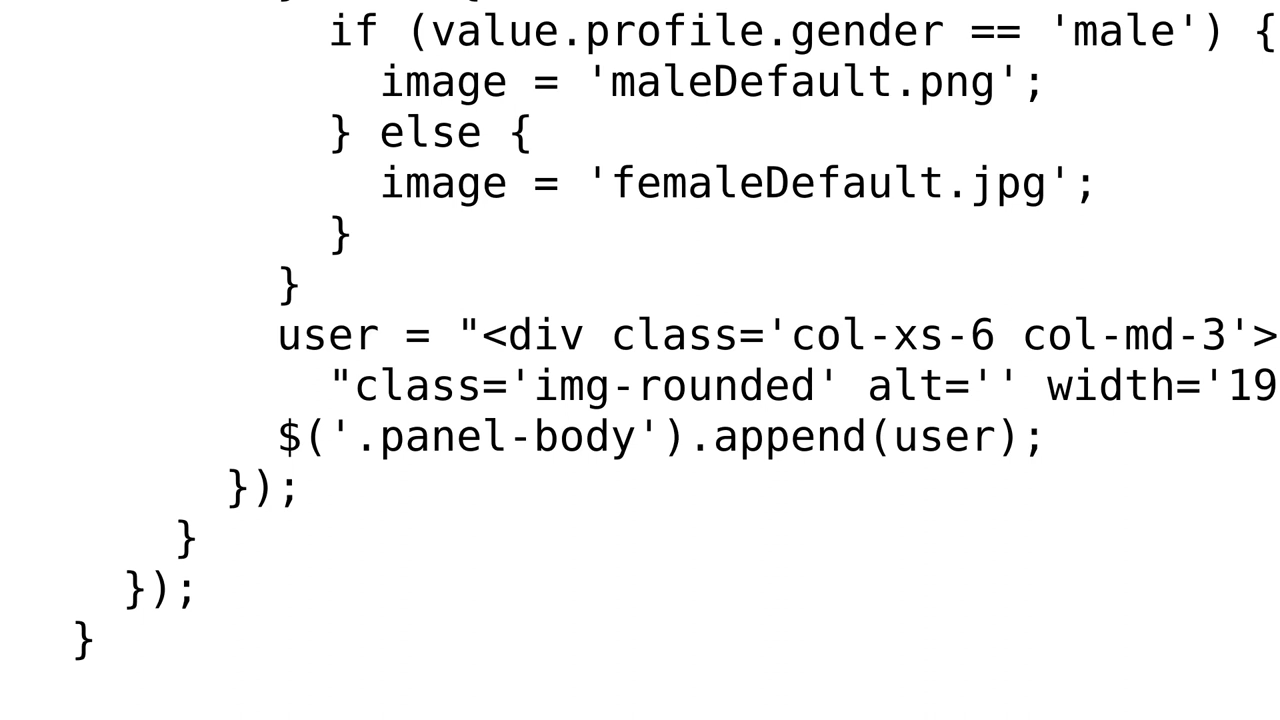 if (value.profile.gender == 'male') {
image = 'maleDefault.png';
} else {
image = 'femaleDefault.jpg';
}
}
user = "<div class='col-xs-6 col-md-3'>
"class='img-rounded' alt='' width='19
$('.panel-body').append(user);
});
}
});
}